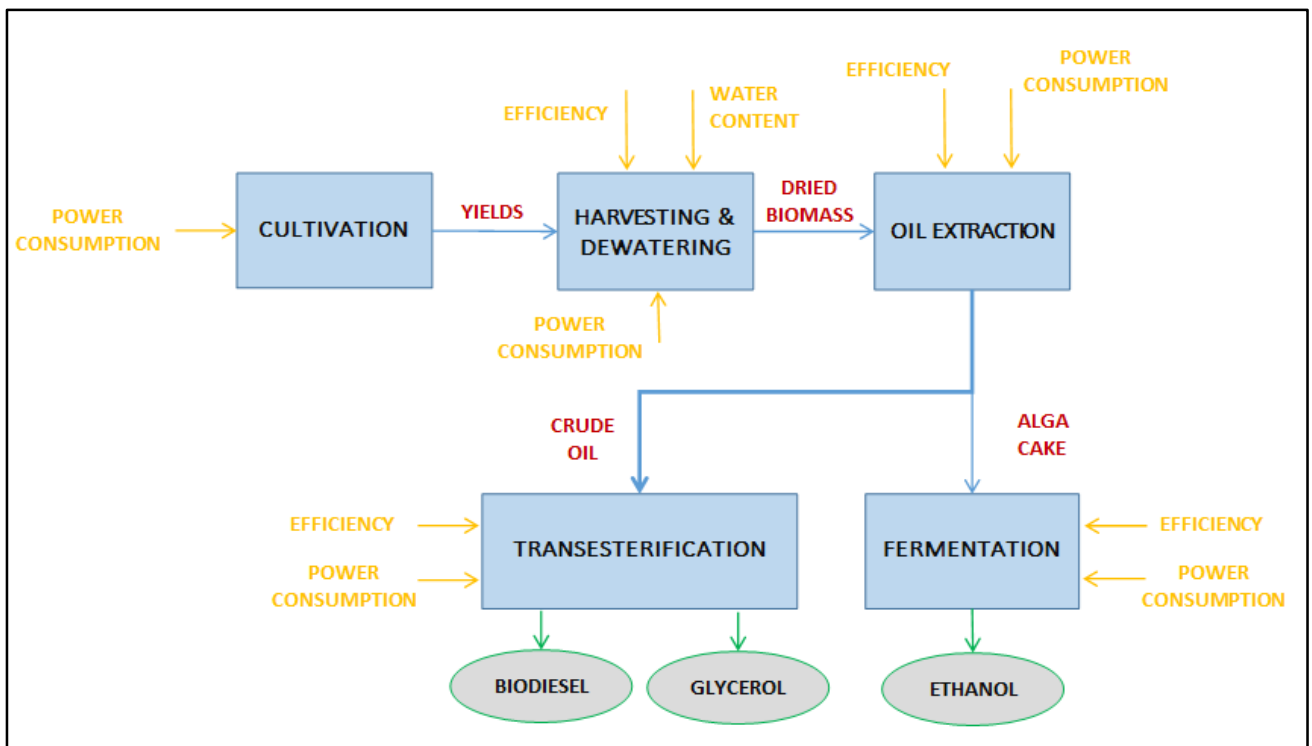 EFFICIENCY
POWER
CONSUMPTION
EFFICIENCY
WATER
CONTENT
POWER
CONSUMPTION
CULTIVATION
YIELDS
HARVESTING &
DEWATERING
DRIED
BIOMASS
OIL EXTRACTION
POWER
CONSUMPTION
CRUDE
OIL
ALGA
CAKE
EFFICIENCY
POWER
CONSUMPTION
TRANSESTERIFICATION
FERMENTATION
EFFICIENCY
POWER
CONSUMPTION
BIODIESEL
GLYCEROL
ETHANOL